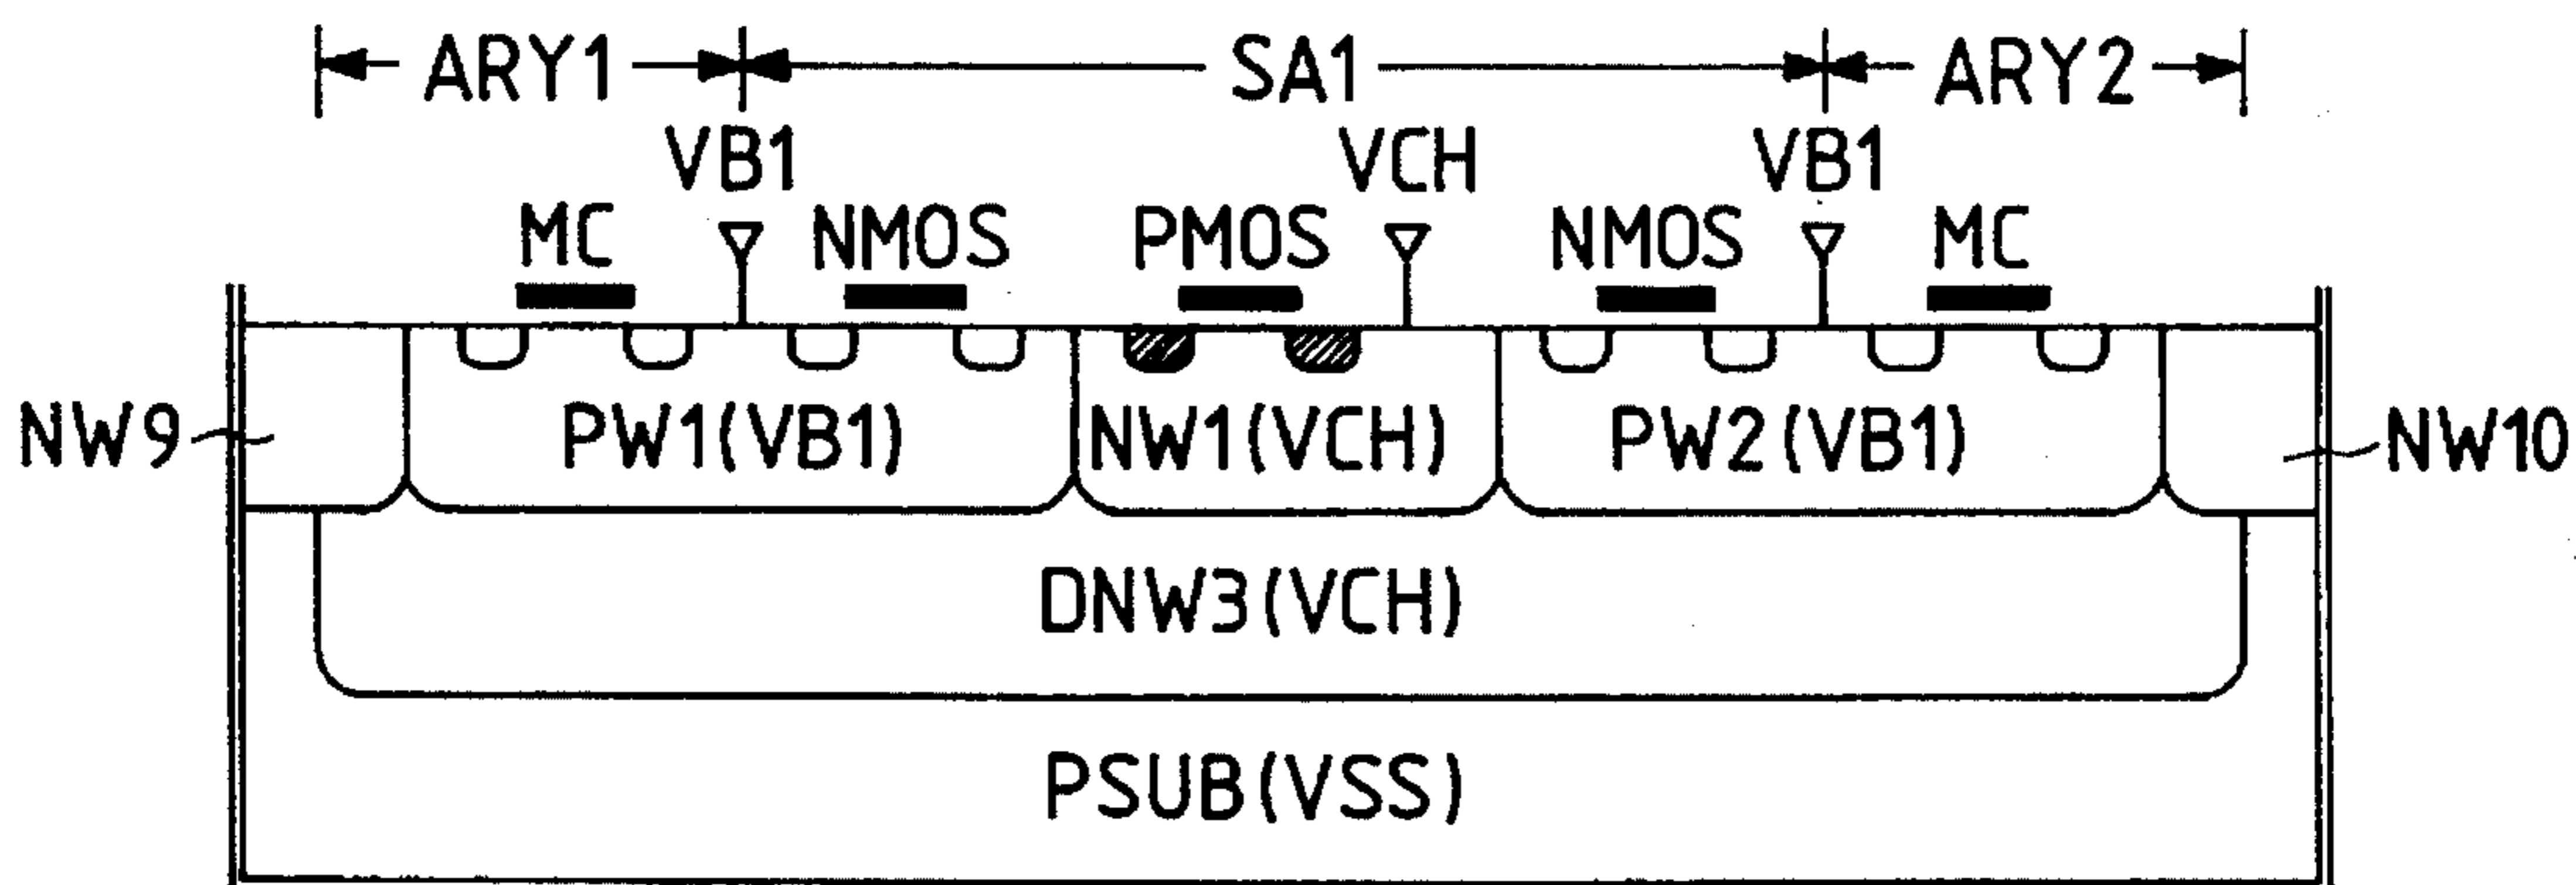 ARY1 SA1 ARY2
VB1 VCH VB1
MC NMOS PMOS NMOS MC
NW9 PW1(VB1) NW1(VCH) PW2(VB1) NW10
DNW3(VCH)
PSUB(VSS)